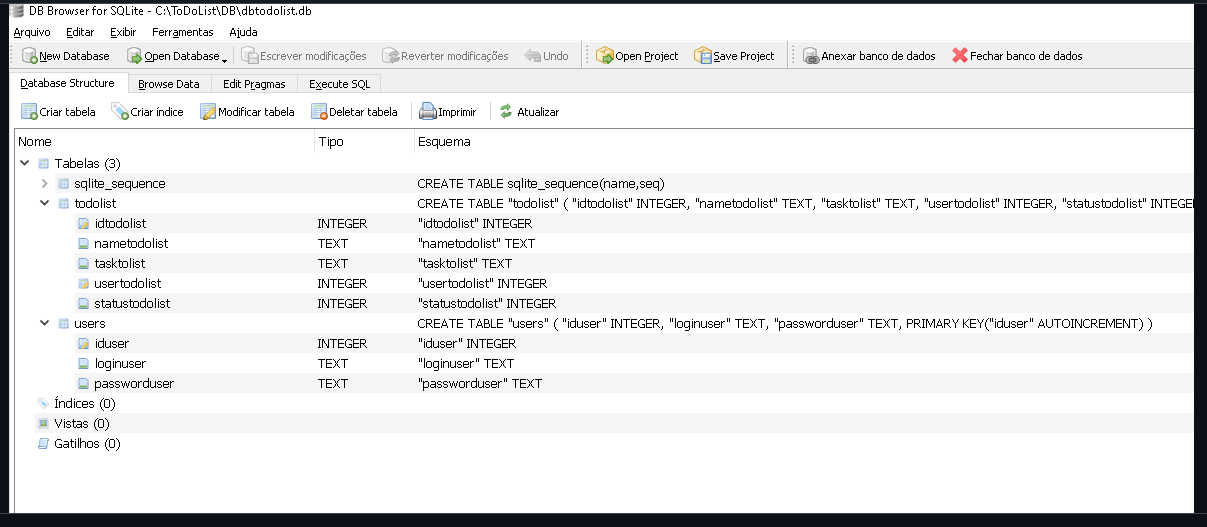 DB Browser for SQLite - C:\ToDoList\DB\dbtodolist.db
Arquivo Editar Exibir Ferramentas Ajuda
New Database Open Database Escrever modificações Reverter modificações Undo Open Project Save Project Anexar banco de dados Fechar banco de dados
Database Structure Browse Data Edit Pragmas Execute SQL
Criar tabela Criar índice Modificar tabela Deletar tabela Imprimir Atualizar
Nome Tipo Esquema
Tabelas (3)
sqlite_sequence CREATE TABLE sqlite_sequence(name,seq)
todolist CREATE TABLE "todolist" ( "idtodolist" INTEGER, "nametodolist" TEXT, "tasktolist" TEXT, "usertodolist" INTEGER, "statustodolist" INTEGE
idtodolist INTEGER "idtodolist" INTEGER
nametodolist TEXT "nametodolist" TEXT
tasktolist TEXT "tasktolist" TEXT
usertodolist INTEGER "usertodolist" INTEGER
statustodolist INTEGER "statustodolist" INTEGER
users CREATE TABLE "users" ( "iduser" INTEGER, "loginuser" TEXT, "passworduser" TEXT, PRIMARY KEY("iduser" AUTOINCREMENT) )
iduser INTEGER "iduser" INTEGER
loginuser TEXT "loginuser" TEXT
passworduser TEXT "passworduser" TEXT
Índices (0)
Vistas (0)
Gatilhos (0)